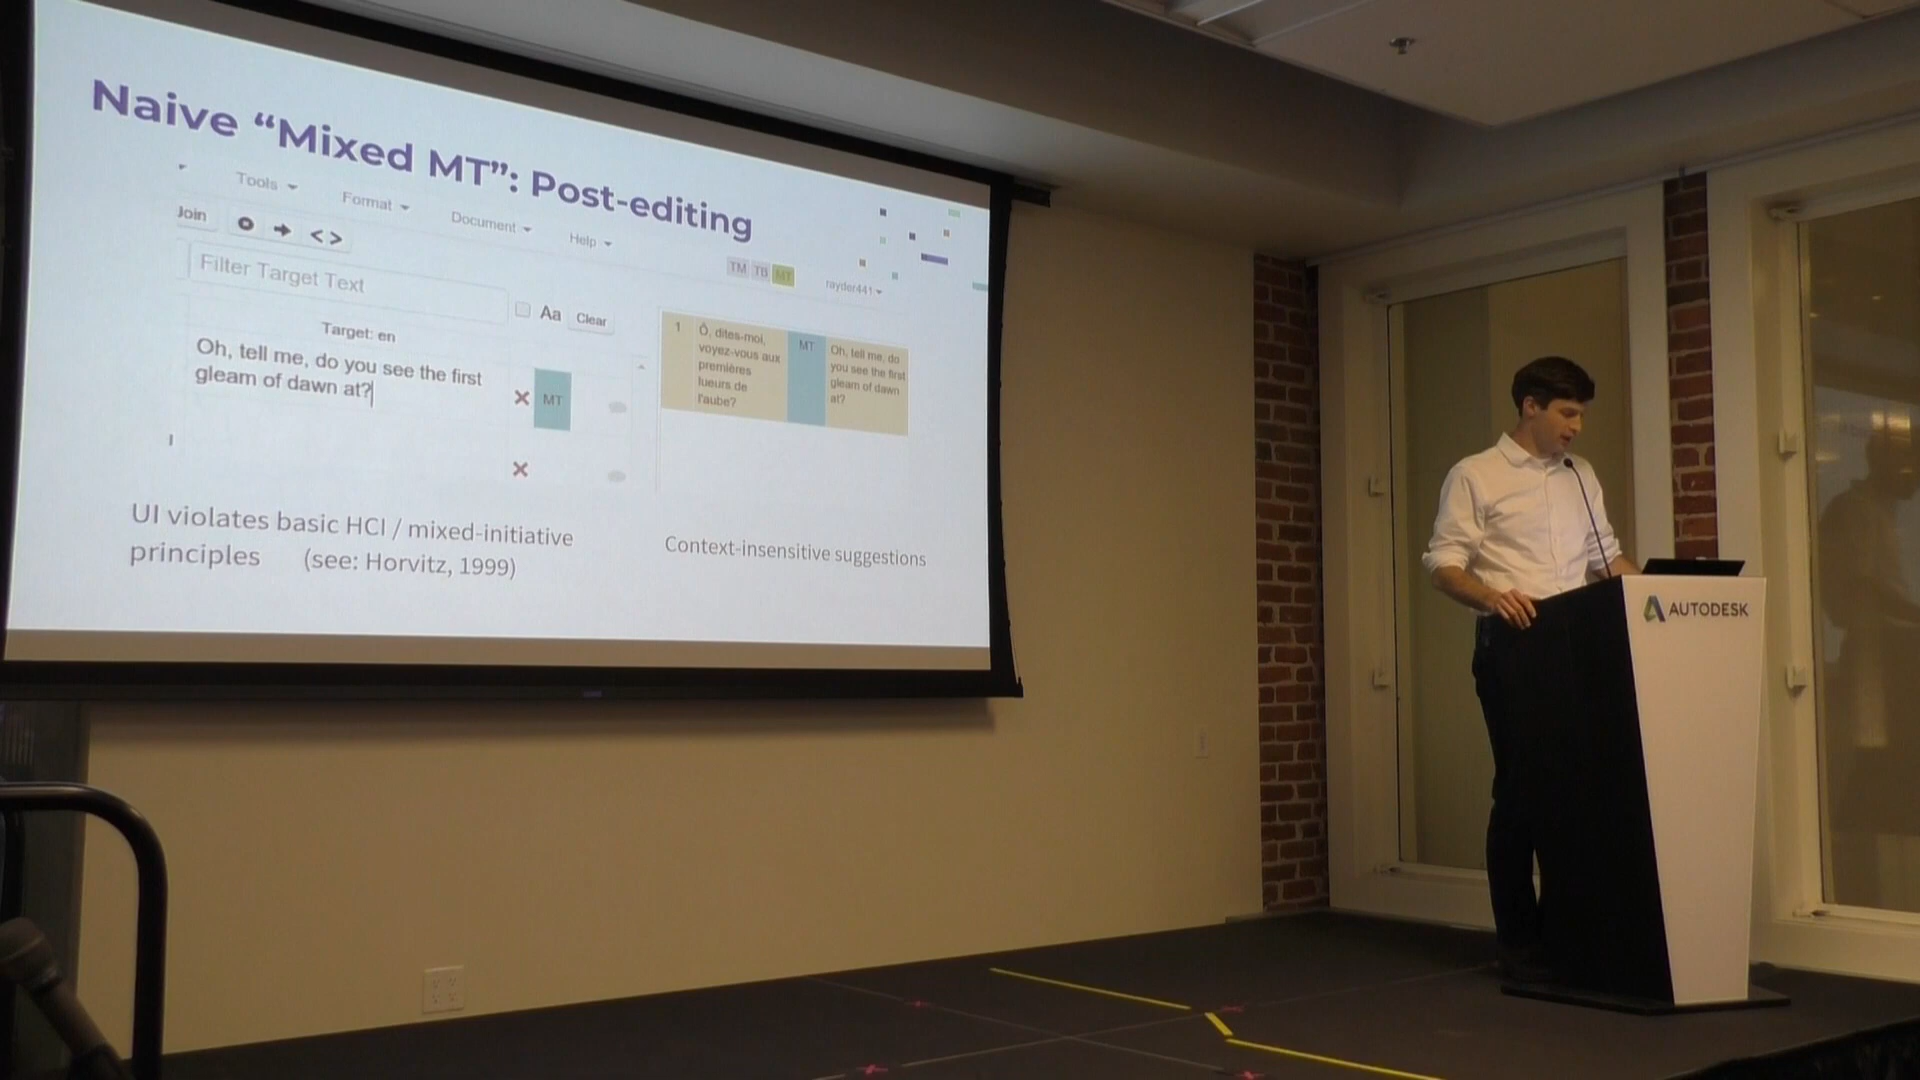 Naive “Mixed MT”: Post-editing
Tools
Format
Document
Help
Join
< >
TM TB MT
rayder441
Filter Target Text
Aa
Clear
Target: en
Oh, tell me, do you see the first
gleam of dawn at?
MT
1
Ô, dites-moi,
voyez-vous aux
premières
lueurs de
l'aube?
MT
Oh, tell me, do
you see the first
gleam of dawn
at?
UI violates basic HCI / mixed-initiative
principles (see: Horvitz, 1999)
Context-insensitive suggestions
AUTODESK